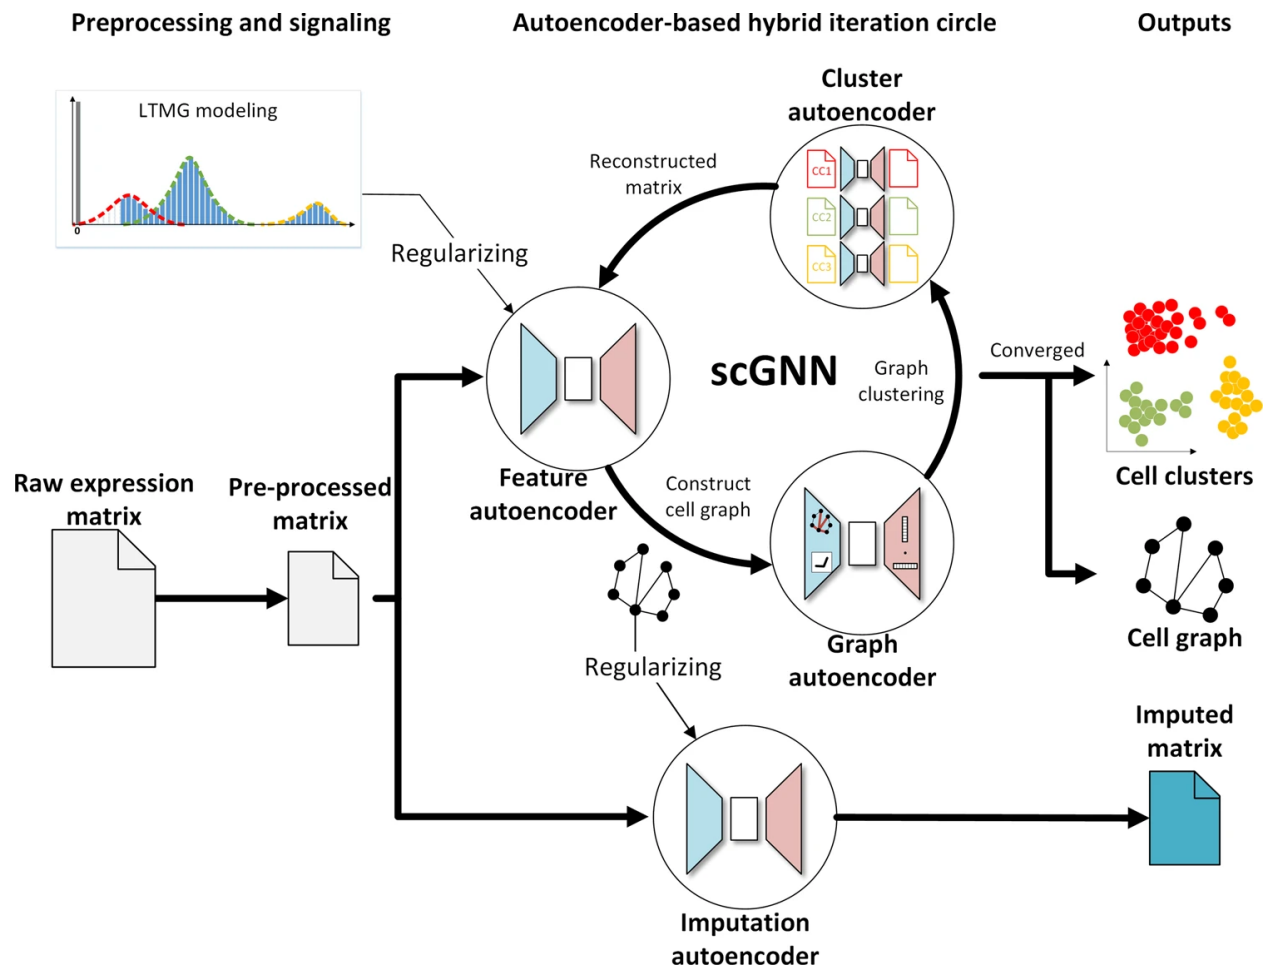 Preprocessing and signaling
Autoencoder-based hybrid iteration circle
Outputs
LTMG modeling
0
Regularizing
Cluster
autoencoder
CC1
CC2
CC3
Reconstructed
matrix
scGNN
Graph
clustering
Converged
Cell clusters
Feature
autoencoder
Construct
cell graph
Raw expression
matrix
Pre-processed
matrix
Graph
autoencoder
Cell graph
Regularizing
Imputed
matrix
Imputation
autoencoder